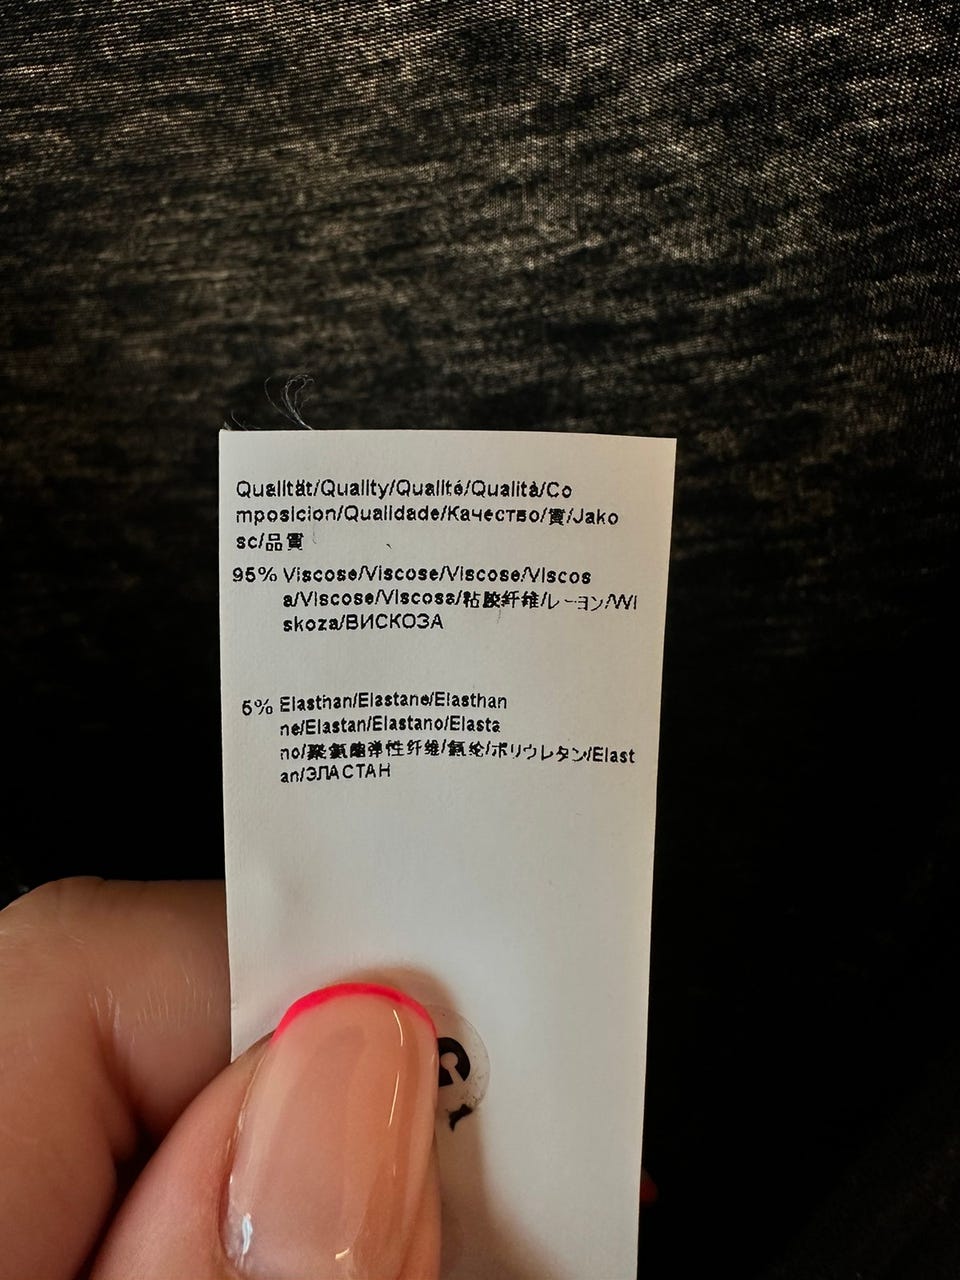 Qualität/Quality/Qualité/Qualità/Co
mposicion/Qualidade/Качество/質/Jako
sc/品質
95% Viscose/Viscose/Viscose/Viscos
a/Viscose/Viscosa/粘胶纤维/レーヨン/Wi
skoza/ВИСКОЗА
5% Elasthan/Elastane/Elasthan
ne/Elastan/Elastano/Elasta
no/聚氨酯弹性纤维/氨纶/ポリウレタン/Elast
an/ЭЛАСТАН